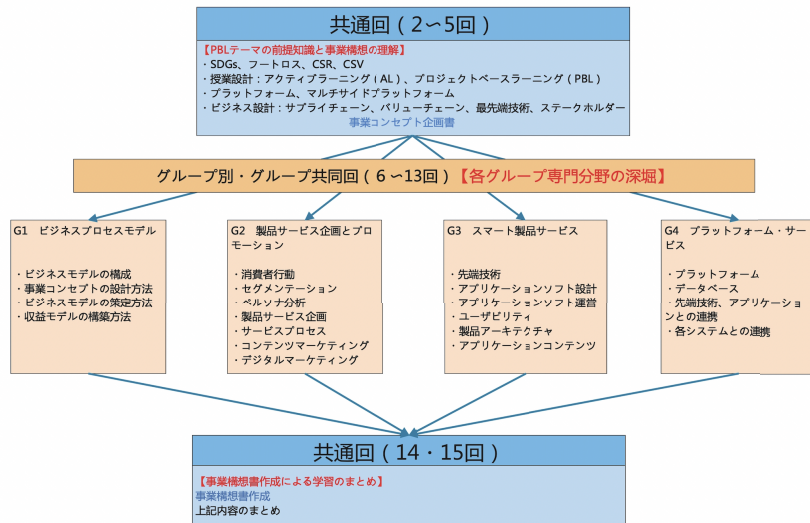 共通回(2〜5回)
【PBLテーマの前提知識と事業構想の理解】
・SDGs、フートロス、CSR、CSV
・授業設計:アクティブラーニング(AL)、プロジェクトベースラーニング(PBL)
・プラットフォーム、マルチサイドプラットフォーム
・ビジネス設計:サプライチェーン、バリューチェーン、最先端技術、ステークホルダー
事業コンセプト企画書
グループ別・グループ共同回(6〜13回)【各グループ専門分野の深堀】
G1 ビジネスプロセスモデル
・ビジネスモデルの構成
・事業コンセプトの設計方法
・ビジネスモデルの策定方法
・収益モデルの構築方法
G2 製品サービス企画とプロ
モーション
・消費者行動
・セグメンテーション
・ペルソナ分析
・製品サービス企画
・サービスプロセス
・コンテンツマーケティング
・デジタルマーケティング
G3 スマート製品サービス
・先端技術
・アプリケーションソフト設計
・アプリケーションソフト運営
・ユーザビリティ
・製品アーキテクチャ
・アプリケーションコンテンツ
G4 プラットフォーム・サー
ビス
・プラットフォーム
・データベース
・先端技術、アプリケーショ
ンとの連携
・各システムとの連携
共通回(14・15回)
【事業構想書作成による学習のまとめ】
事業構想書作成
上記内容のまとめ